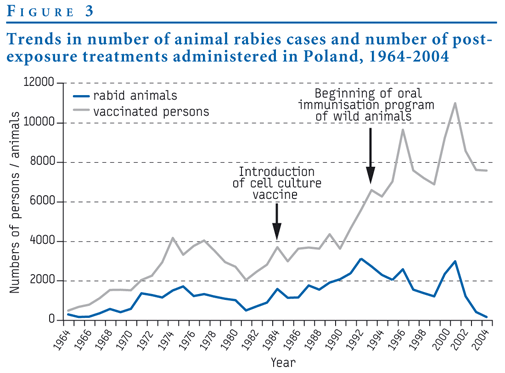 FIGURE 3
Trends in number of animal rabies cases and number of post-
exposure treatments administered in Poland, 1964-2004
12000
10000
8000
6000
4000
2000
0
Numbers of persons / animals
rabid animals
vaccinated persons
Introduction
of cell culture
vaccine
Beginning of oral
immunisation program
of wild animals
1964
1966
1968
1970
1972
1974
1976
1978
1980
1982
1984
1986
1988
1990
1992
1994
1996
1998
2000
2002
2004
Year